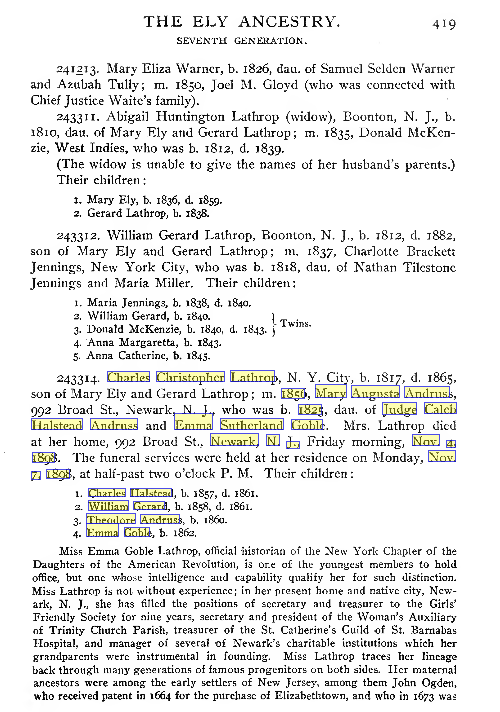 THE ELY ANCESTRY. 419
SEVENTH GENERATION.
241213. Mary Eliza Warner, b. 1826, dau. of Samuel Selden Warner
and Azubah Tully; m. 1850, Joel M. Gloyd (who was connected with
Chief Justice Waite's family).
243311. Abigail Huntington Lathrop (widow), Boonton, N. J., b.
1810, dau. of Mary Ely and Gerard Lathrop; m. 1835, Donald McKen-
zie, West Indies, who was b. 1812, d. 1839.
(The widow is unable to give the names of her husband's parents.)
Their children:
1. Mary Ely, b. 1836, d. 1859.
2. Gerard Lathrop, b. 1838.
243312. William Gerard Lathrop, Boonton, N. J., b. 1812, d. 1882,
son of Mary Ely and Gerard Lathrop; m. 1837, Charlotte Brackett
Jennings, New York City, who was b. 1818, dau. of Nathan Tilestone
Jennings and Maria Miller. Their children:
1. Maria Jennings, b. 1838, d. 1840.
2. William Gerard, b. 1840.
3. Donald McKenzie, b. 1840, d. 1843. } Twins.
4. Anna Margaretta, b. 1843.
5. Anna Catherine, b. 1845.
243314. Charles Christopher Lathrop, N. Y. City, b. 1817, d. 1865,
son of Mary Ely and Gerard Lathrop; m. 1856, Mary Augusta Andruss,
992 Broad St., Newark, N. J., who was b. 1825, dau. of Judge Caleb
Halstead Andruss and Emma Sutherland Goble. Mrs. Lathrop died
at her home, 992 Broad St., Newark, N. J., Friday morning, Nov. 4,
1898. The funeral services were held at her residence on Monday, Nov.
7, 1898, at half-past two o'clock P. M. Their children:
1. Charles Halstead, b. 1857, d. 1861.
2. William Gerard, b. 1858, d. 1861.
3. Theodore Andruss, b. 1860.
4. Emma Goble, b. 1862.
Miss Emma Goble Lathrop, official historian of the New York Chapter of the
Daughters of the American Revolution, is one of the youngest members to hold
office, but one whose intelligence and capability qualify her for such distinction.
Miss Lathrop is not without experience; in her present home and native city, New-
ark, N. J., she has filled the positions of secretary and treasurer to the Girls'
Friendly Society for nine years, secretary and president of the Woman's Auxiliary
of Trinity Church Parish, treasurer of the St. Catherine's Guild of St. Barnabas
Hospital, and manager of several of Newark's charitable institutions which her
grandparents were instrumental in founding. Miss Lathrop traces her lineage
back through many generations of famous progenitors on both sides. Her maternal
ancestors were among the early settlers of New Jersey, among them John Ogden,
who received patent in 1664 for the purchase of Elizabethtown, and who in 1673 was